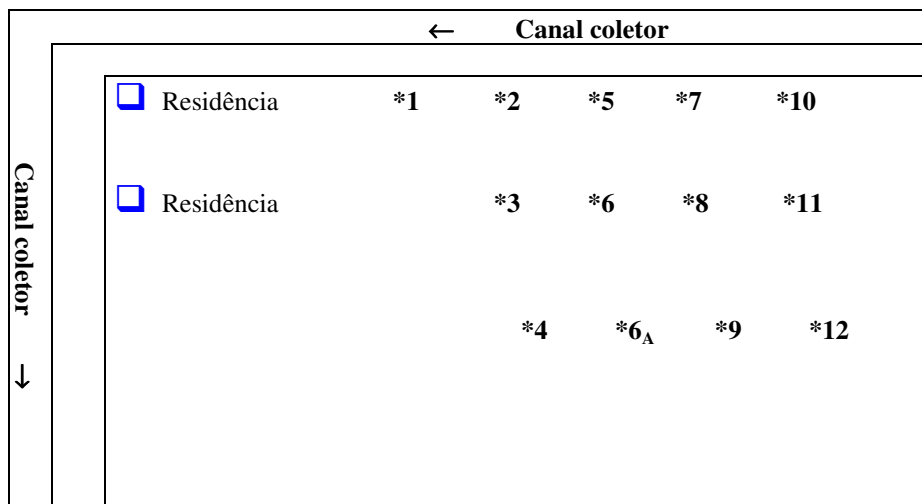 ← Canal coletor
Residência *1 *2 *5 *7 *10
Residência *3 *6 *8 *11
*4 *6A *9 *12
Canal coletor →